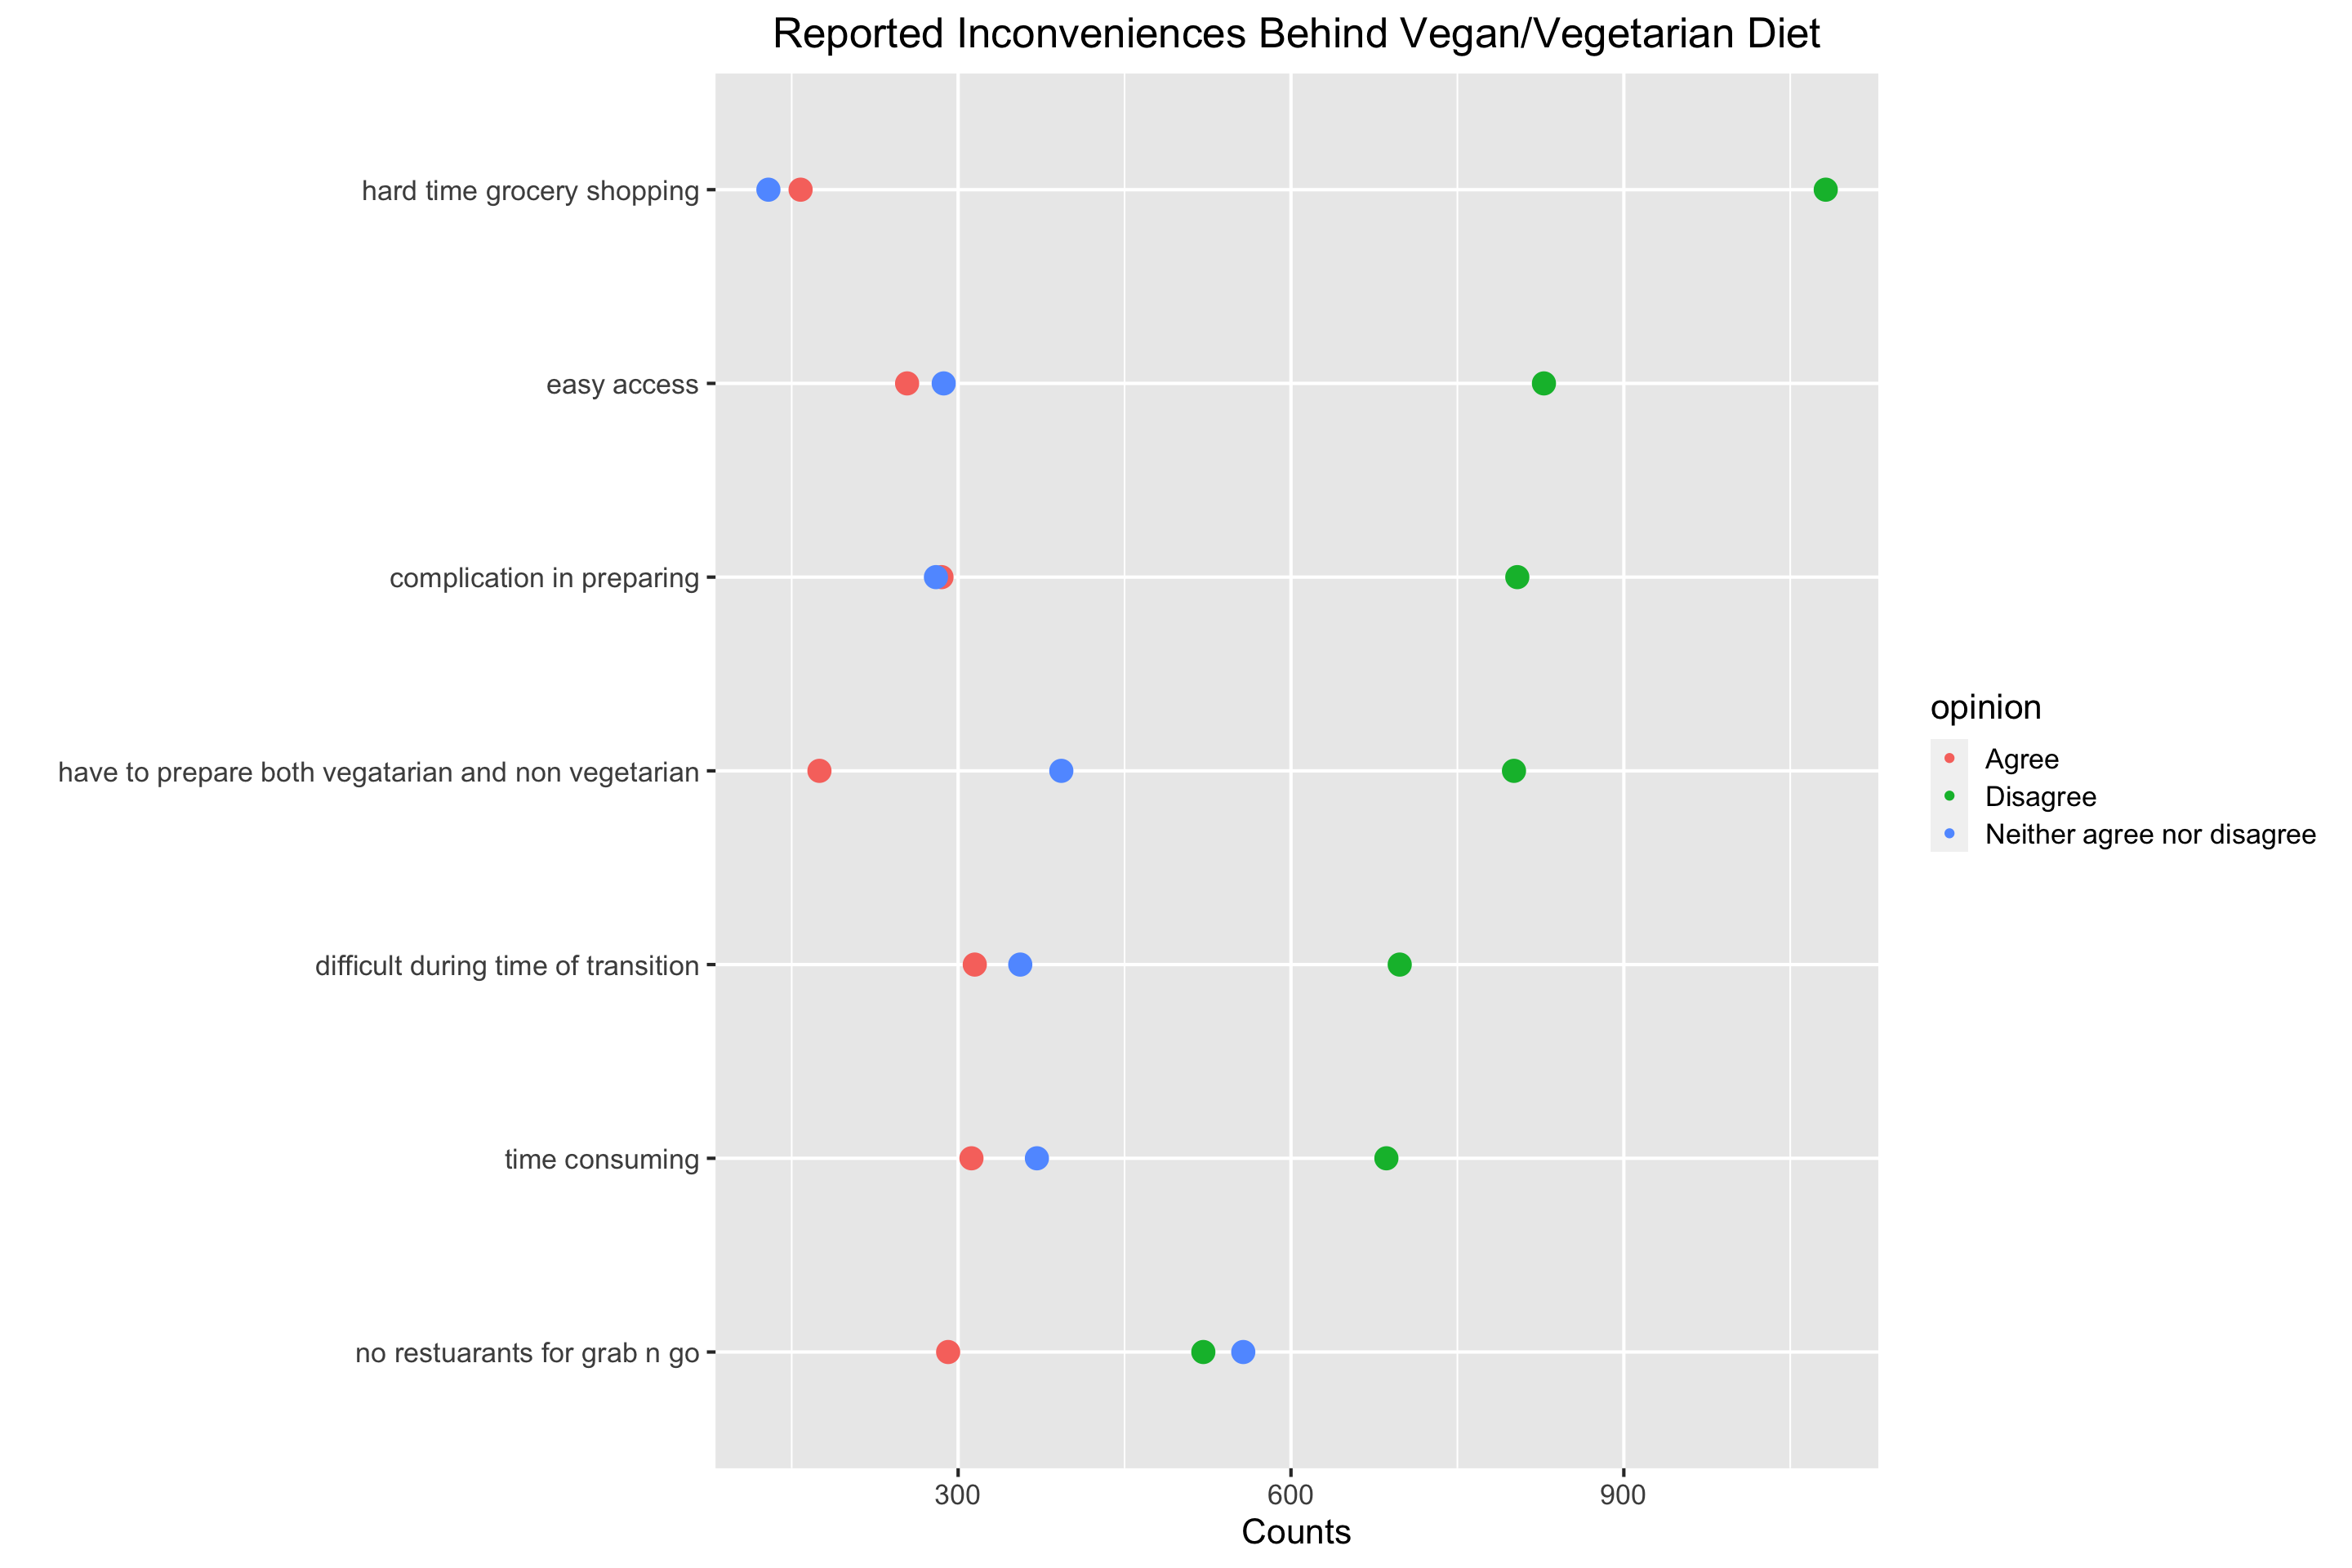 Reported Inconveniences Behind Vegan/Vegetarian Diet
hard time grocery shopping
easy access
complication in preparing
have to prepare both vegatarian and non vegetarian
difficult during time of transition
time consuming
no restuarants for grab n go
300 600 900
Counts
opinion
Agree
Disagree
Neither agree nor disagree